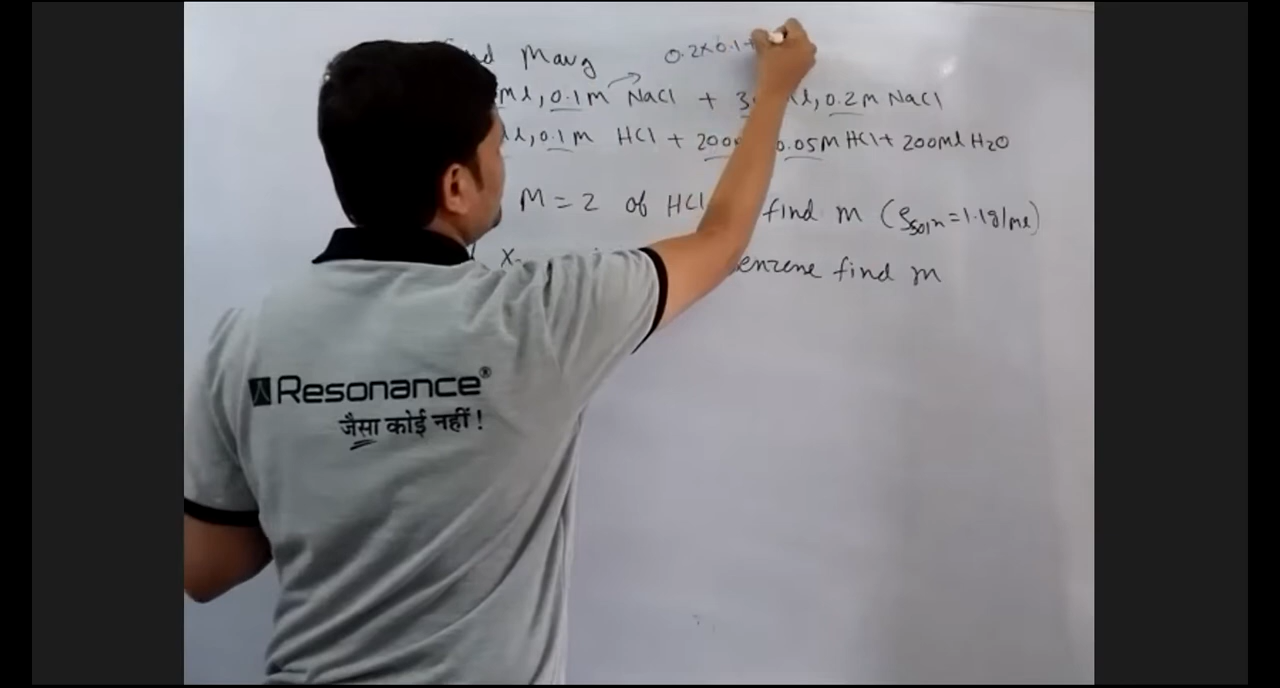 Mavg 0.2×0.1+
Ml, 0.1M NaCl + 3 0.2M NaCl
0.1M HCl + 200 0.05M HCl + 200Ml H2O
M = 2 of HCl find m (ρsoln = 1.1g/ml)
find m
Resonance®
जैसा कोई नहीं !